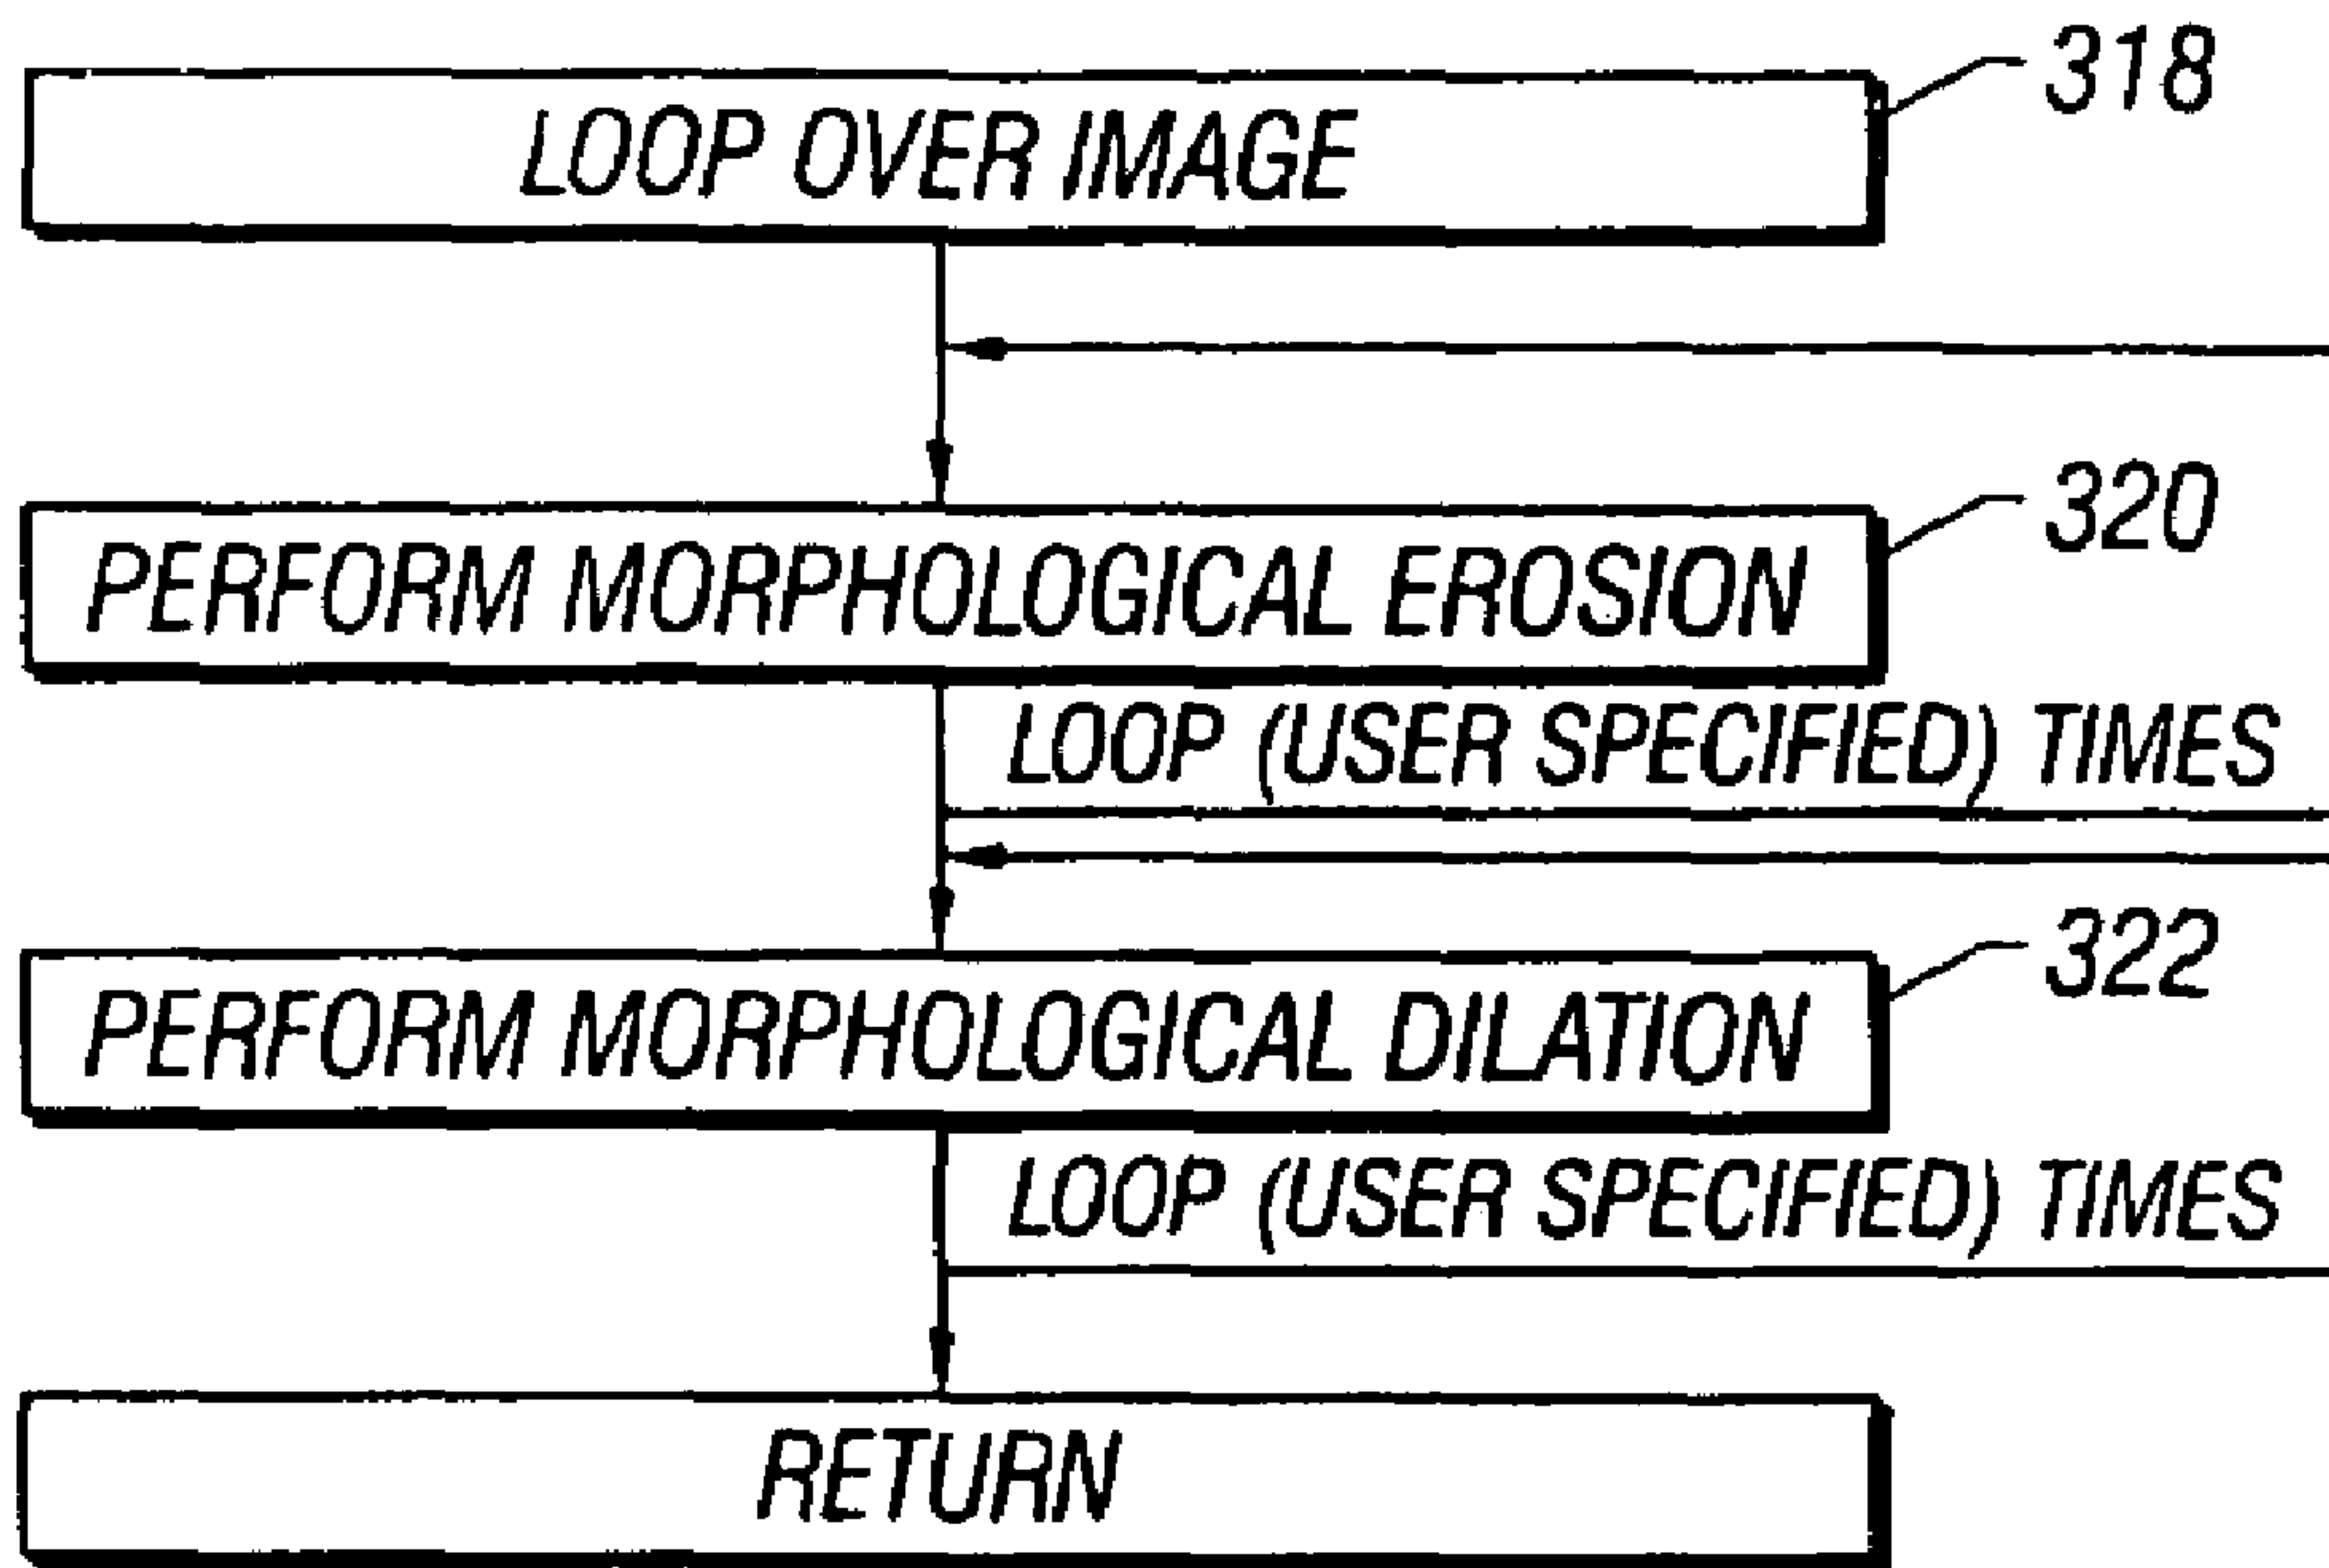 318
LOOP OVER IMAGE
320
PERFORM MORPHOLOGICAL EROSION
LOOP (USER SPECIFIED) TIMES
322
PERFORM MORPHOLOGICAL DILATION
LOOP (USER SPECIFIED) TIMES
RETURN